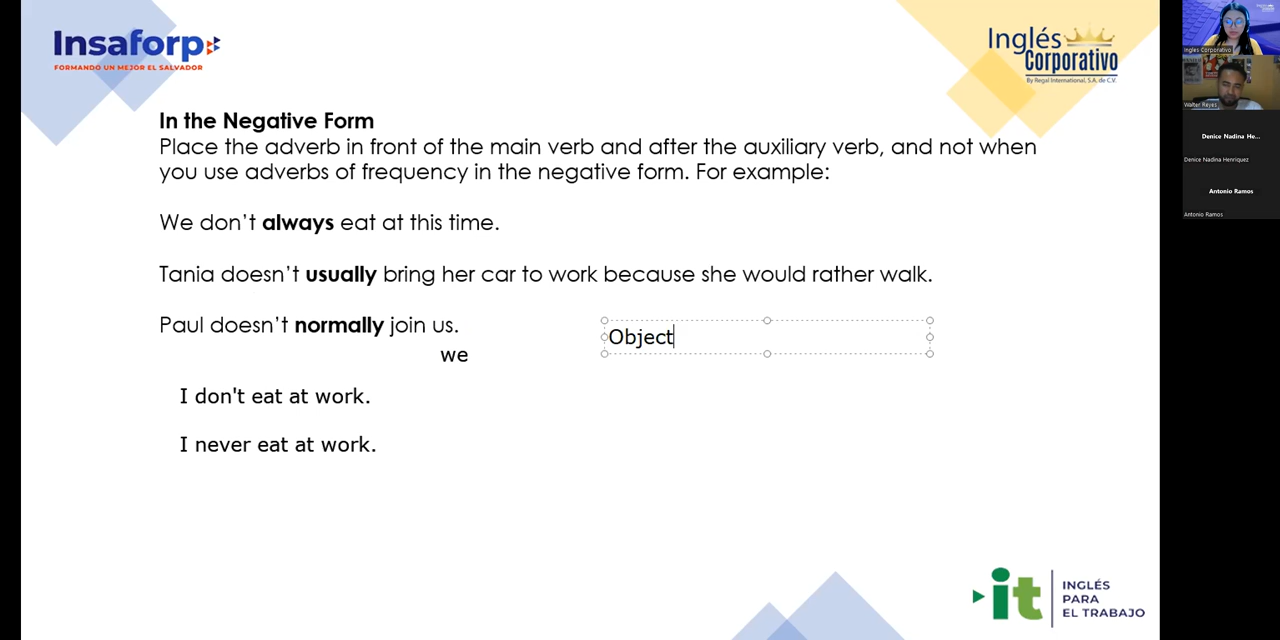 Insaforp
FORMANDO UN MEJOR EL SALVADOR
Inglés
Corporativo
By Regal International, S.A. de C.V.
In the Negative Form
Place the adverb in front of the main verb and after the auxiliary verb, and not when
you use adverbs of frequency in the negative form. For example:
We don’t always eat at this time.
Tania doesn’t usually bring her car to work because she would rather walk.
Paul doesn’t normally join us.
Object
we
I don't eat at work.
I never eat at work.
it
INGLÉS
PARA
EL TRABAJO
Ingles Corporativo
Walter Reyes
Denice Nadina He...
Denice Nadina Henriquez
Antonio Ramos
Antonio Ramos